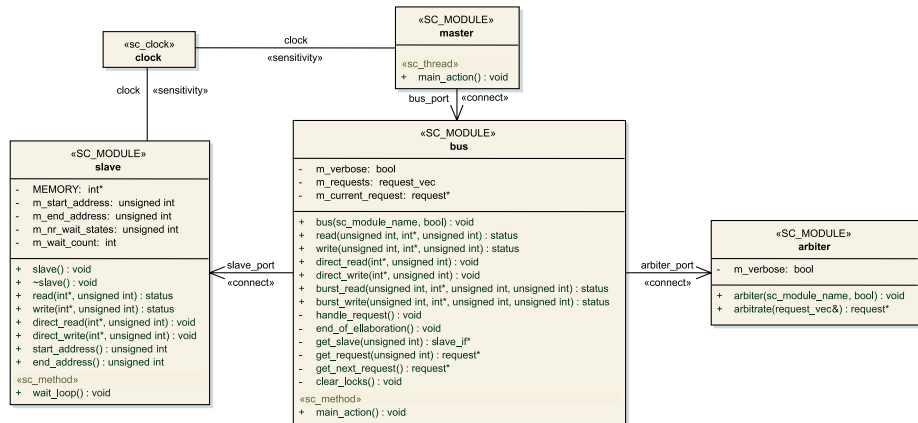 «sc_clock»
clock
clock
«sensitivity»
«SC_MODULE»
master
«sc_thread»
+ main_action() : void
clock
«sensitivity»
bus_port
«connect»
«SC_MODULE»
slave
- MEMORY: int*
- m_start_address: unsigned int
- m_end_address: unsigned int
- m_nr_wait_states: unsigned int
- m_wait_count: int
+ slave() : void
+ ~slave() : void
+ read(int*, unsigned int) : status
+ write(int*, unsigned int) : status
+ direct_read(int*, unsigned int) : void
+ direct_write(int*, unsigned int) : void
+ start_address() : unsigned int
+ end_address() : unsigned int
«sc_method»
+ wait_loop() : void
slave_port
«connect»
«SC_MODULE»
bus
- m_verbose: bool
- m_requests: request_vec
- m_current_request: request*
+ bus(sc_module_name, bool) : void
+ read(unsigned int, int*, unsigned int) : status
+ write(unsigned int, int*, unsigned int) : status
+ direct_read(int*, unsigned int) : void
+ direct_write(int*, unsigned int) : void
+ burst_read(unsigned int, int*, unsigned int, unsigned int) : status
+ burst_write(unsigned int, int*, unsigned int, unsigned int) : status
- handle_request() : void
- end_of_ellaboration() : void
- get_slave(unsigned int) : slave_if*
- get_request(unsigned int) : request*
- get_next_request() : request*
- clear_locks() : void
«sc_method»
+ main_action() : void
arbiter_port
«connect»
«SC_MODULE»
arbiter
- m_verbose: bool
+ arbiter(sc_module_name, bool) : void
+ arbitrate(request_vec&) : request*